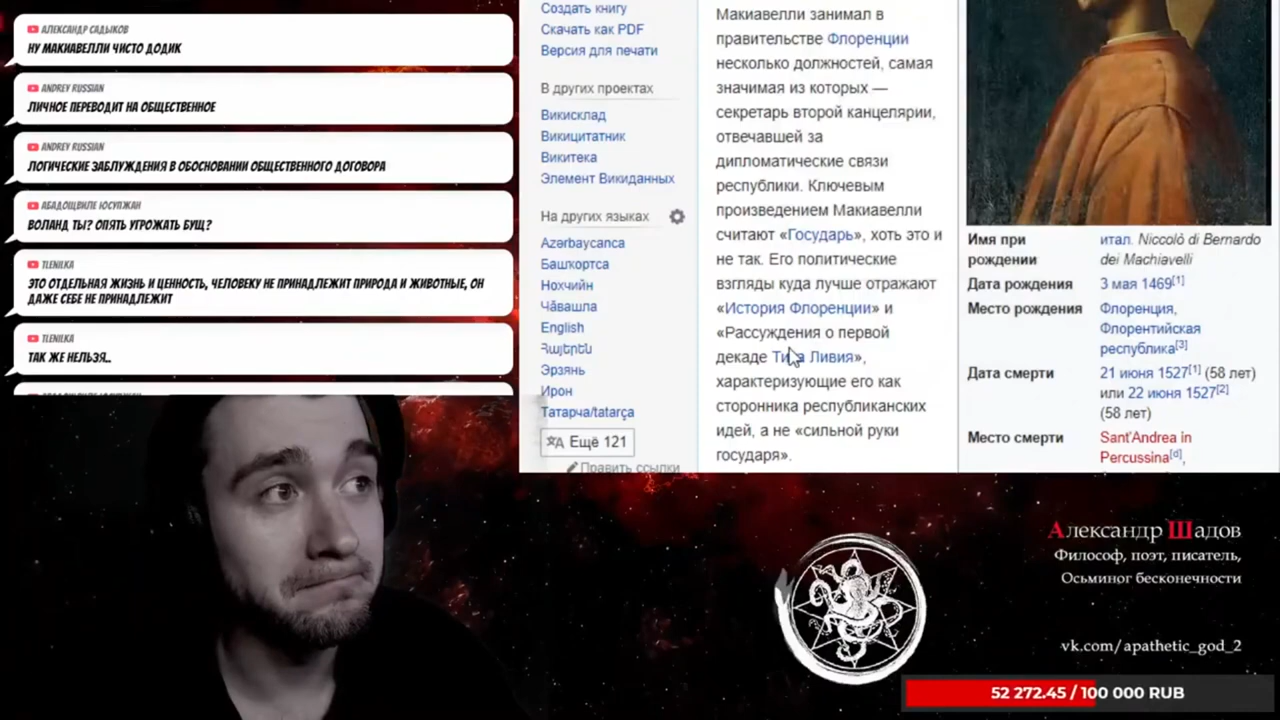 АЛЕКСАНДР САДЫКОВ
НУ МАКИАВЕЛЛИ ЧИСТО ДОДИК
ANDREY RUSSIAN
ЛИЧНОЕ ПЕРЕВОДИТ НА ОБЩЕСТВЕННОЕ
ANDREY RUSSIAN
ЛОГИЧЕСКИЕ ЗАБЛУЖДЕНИЯ В ОБОСНОВАНИИ ОБЩЕСТВЕННОГО ДОГОВОРА
АБАДОЩВИЛЕ ЮСУПЖАН
ВОЛАНД ТЫ? ОПЯТЬ УГРОЖАТЬ БУЩ?
TLENILKA
ЭТО ОТДЕЛЬНАЯ ЖИЗНЬ И ЦЕННОСТЬ, ЧЕЛОВЕКУ НЕ ПРИНАДЛЕЖИТ ПРИРОДА И ЖИВОТНЫЕ, ОН
ДАЖЕ СЕБЕ НЕ ПРИНАДЛЕЖИТ
TLENILKA
ТАК ЖЕ НЕЛЬЗЯ..
Создать книгу
Скачать как PDF
Версия для печати
В других проектах
Викисклад
Викицитатник
Викитека
Элемент Викиданных
На других языках
Azərbaycanca
Башҡортса
Нохчийн
Чӑвашла
English
Հայերեն
Эрзянь
Ирон
Татарча/tatarça
Ещё 121
Править ссылки
Макиавелли занимал в
правительстве Флоренции
несколько должностей, самая
значимая из которых —
секретарь второй канцелярии,
отвечавшей за
дипломатические связи
республики. Ключевым
произведением Макиавелли
считают «Государь», хоть это и
не так. Его политические
взгляды куда лучше отражают
«История Флоренции» и
«Рассуждения о первой
декаде Тита Ливия»,
характеризующие его как
сторонника республиканских
идей, а не «сильной руки
государя».
Имя при
рождении
итал. Niccolò di Bernardo
dei Machiavelli
Дата рождения
3 мая 1469[1]
Место рождения
Флоренция,
Флорентийская
республика[3]
Дата смерти
21 июня 1527[1] (58 лет)
или 22 июня 1527[2]
(58 лет)
Место смерти
Sant'Andrea in
Percussina[d],
Александр Шадов
Философ, поэт, писатель,
Осьминог бесконечности
vk.com/apathetic_god_2
52 272.45 / 100 000 RUB